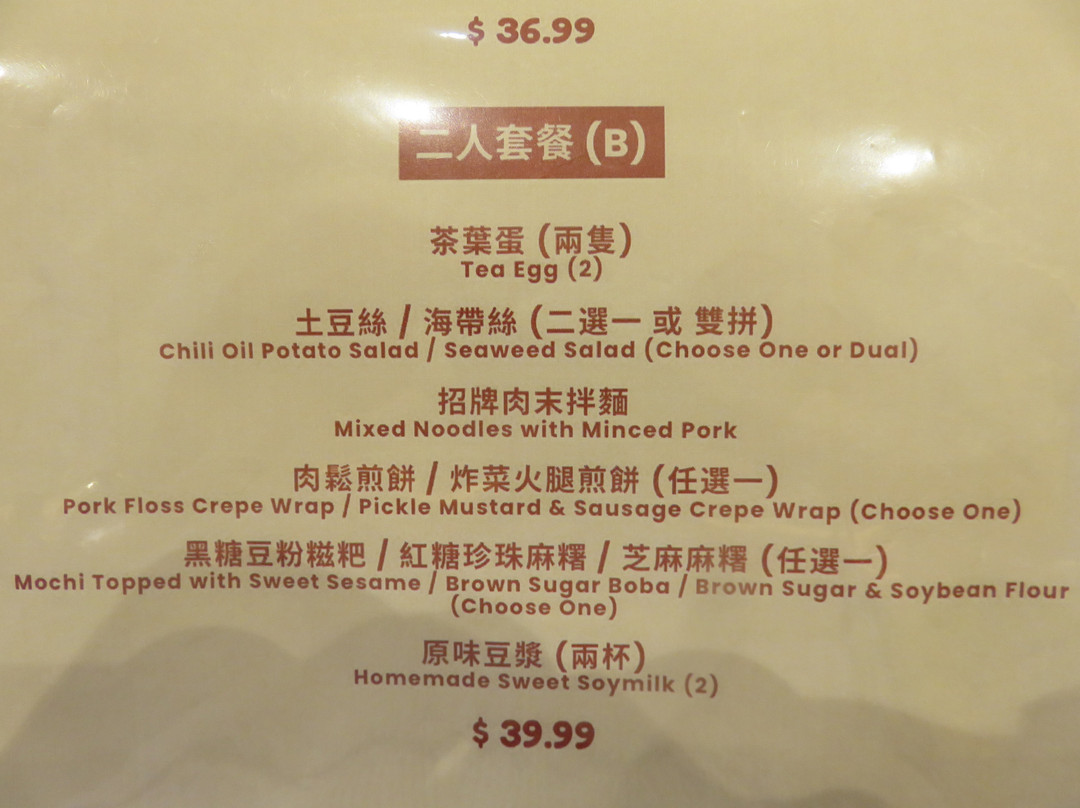 $ 36.99
二人套餐 (B)
茶葉蛋 (兩隻)
Tea Egg (2)
土豆絲 / 海帶絲 (二選一 或 雙拼)
Chili Oil Potato Salad / Seaweed Salad (Choose One or Dual)
招牌肉末拌麵
Mixed Noodles with Minced Pork
肉鬆煎餅 / 炸菜火腿煎餅 (任選一)
Pork Floss Crepe Wrap / Pickle Mustard & Sausage Crepe Wrap (Choose One)
黑糖豆粉糍粑 / 紅糖珍珠麻糬 / 芝麻麻糬 (任選一)
Mochi Topped with Sweet Sesame / Brown Sugar Boba / Brown Sugar & Soybean Flour
(Choose One)
原味豆漿 (兩杯)
Homemade Sweet Soymilk (2)
$ 39.99